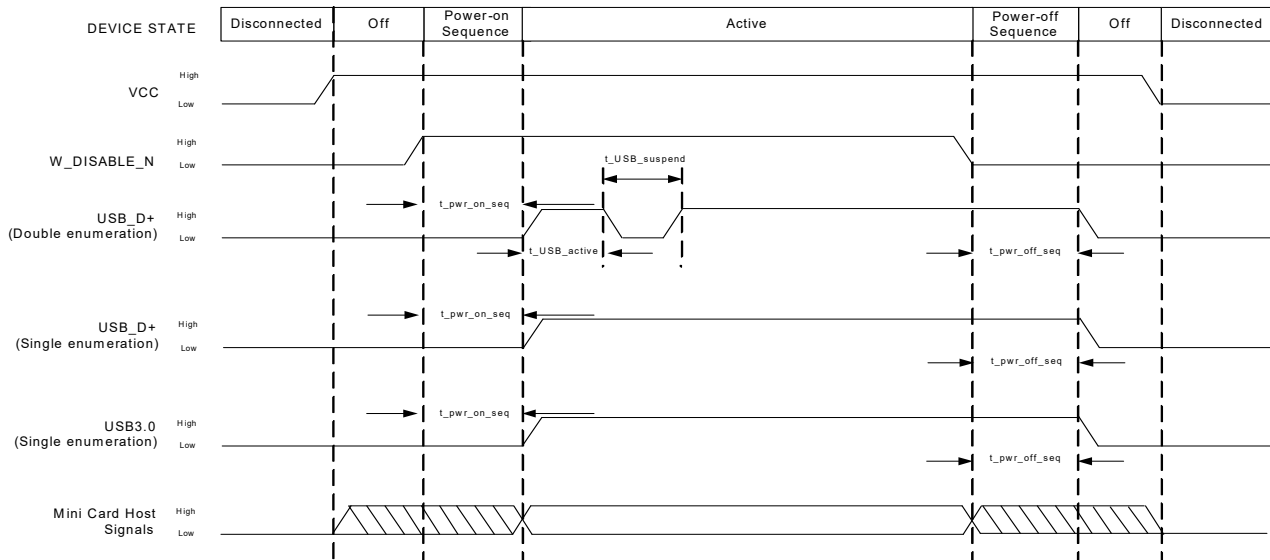 DEVICE STATE
Disconnected
Off
Power-on
Sequence
Active
Power-off
Sequence
Off
Disconnected
VCC
High
Low
W_DISABLE_N
High
Low
t_USB_suspend
USB_D+
(Double enumeration)
High
Low
t_pwr_on_seq
t_USB_active
t_pwr_off_seq
USB_D+
(Single enumeration)
High
Low
t_pwr_on_seq
t_pwr_off_seq
USB3.0
(Single enumeration)
High
Low
t_pwr_on_seq
t_pwr_off_seq
Mini Card Host
Signals
High
Low